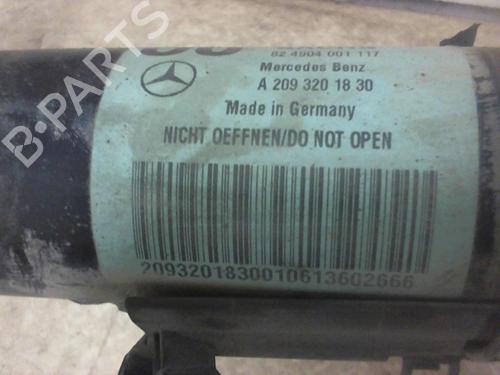 82 4904 001 117
Mercedes Benz
A 209 320 18 30
Made in Germany
NICHT OEFFNEN/DO NOT OPEN
2093201830010613602666
B-PARTS